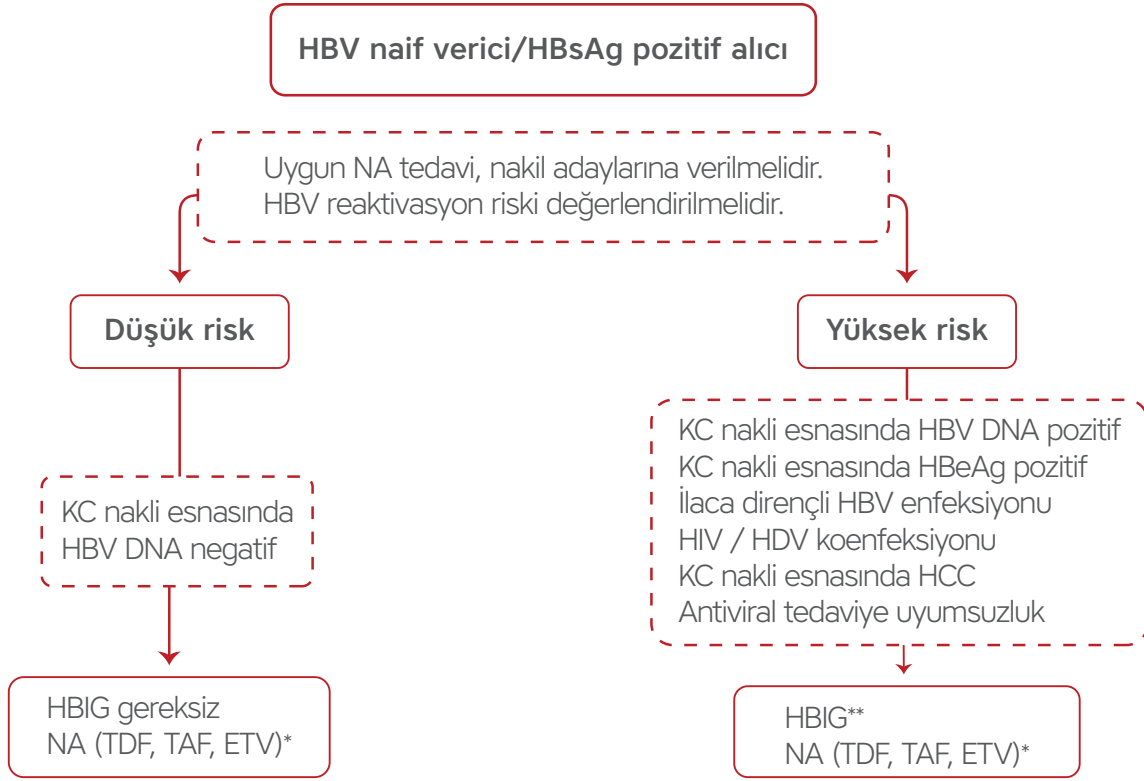 HBV naif verici/HBsAg pozitif alıcı
Uygun NA tedavi, nakil adaylarına verilmelidir.
HBV reaktivasyon riski değerlendirilmelidir.
Düşük risk
KC nakli esnasında
HBV DNA negatif
HBIG gereksiz
NA (TDF, TAF, ETV)*
Yüksek risk
KC nakli esnasında HBV DNA pozitif
KC nakli esnasında HBeAg pozitif
İlaca dirençli HBV enfeksiyonu
HIV / HDV koenfeksiyonu
KC nakli esnasında HCC
Antiviral tedaviye uyumsuzluk
HBIG**
NA (TDF, TAF, ETV)*